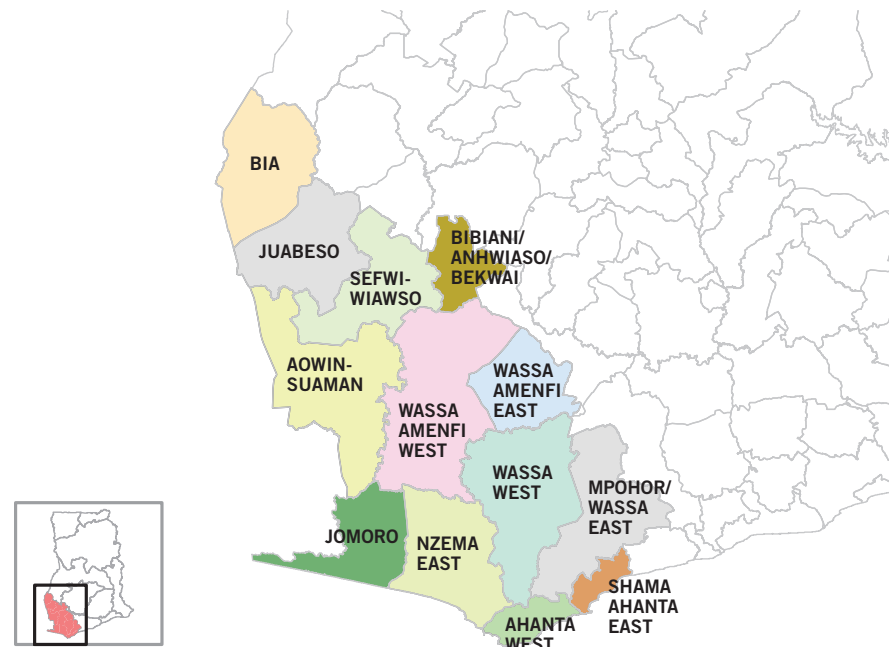 BIA
JUABESO
BIBIANI/
ANHWIASO/
BEKWAI
SEFWI-
WIAWSO
AOWIN-
SUAMAN
WASSA
AMENFI
EAST
WASSA
AMENFI
WEST
WASSA
WEST
MPOHOR/
WASSA
EAST
JOMORO
NZEMA
EAST
SHAMA
AHANTA
EAST
AHANTA
WEST